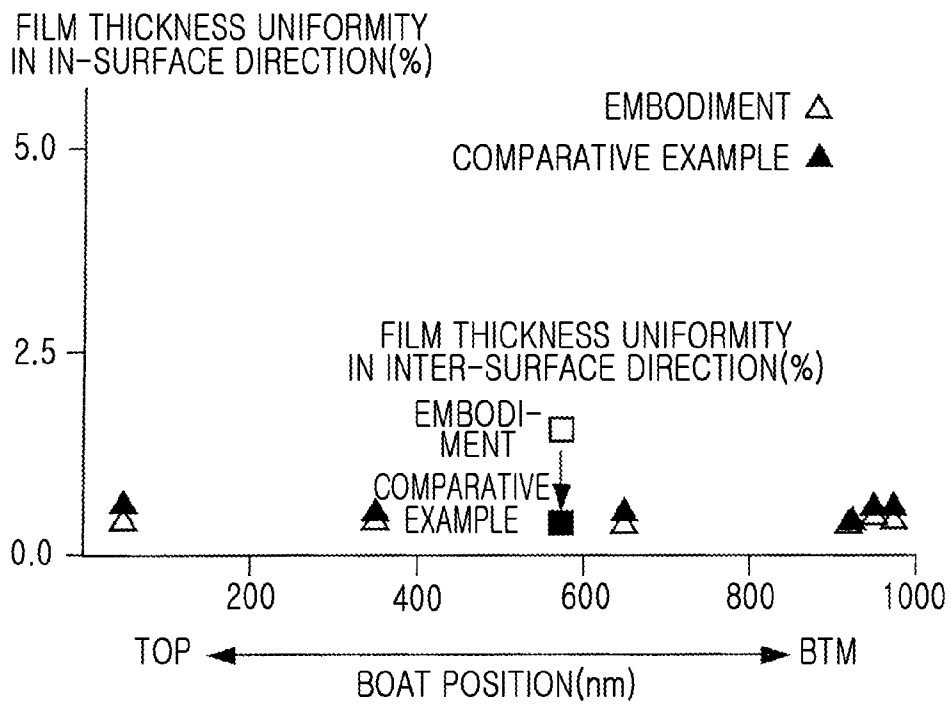 FILM THICKNESS UNIFORMITY
IN IN-SURFACE DIRECTION(%)
EMBODIMENT
5.0
COMPARATIVE EXAMPLE
FILM THICKNESS UNIFORMITY
2.5
IN INTER-SURFACE DIRECTION(%)
EMBODI-
MENT
COMPARATIVE
EXAMPLE
0.0
200 400 600 800 1000
TOP BTM
BOAT POSITION(nm)